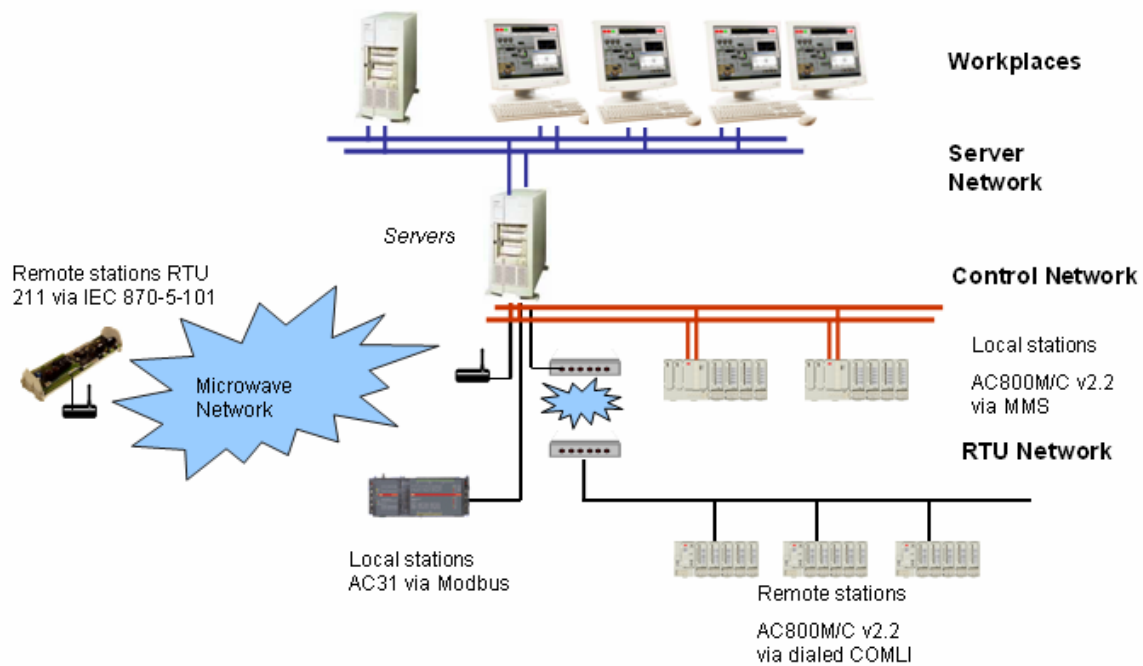 Workplaces
Server
Network
Servers
Remote stations RTU
211 via IEC 870-5-101
Control Network
Microwave
Network
Local stations
AC800M/C v2.2
via MMS
RTU Network
Local stations
AC31 via Modbus
Remote stations
AC800M/C v2.2
via dialed COMLI